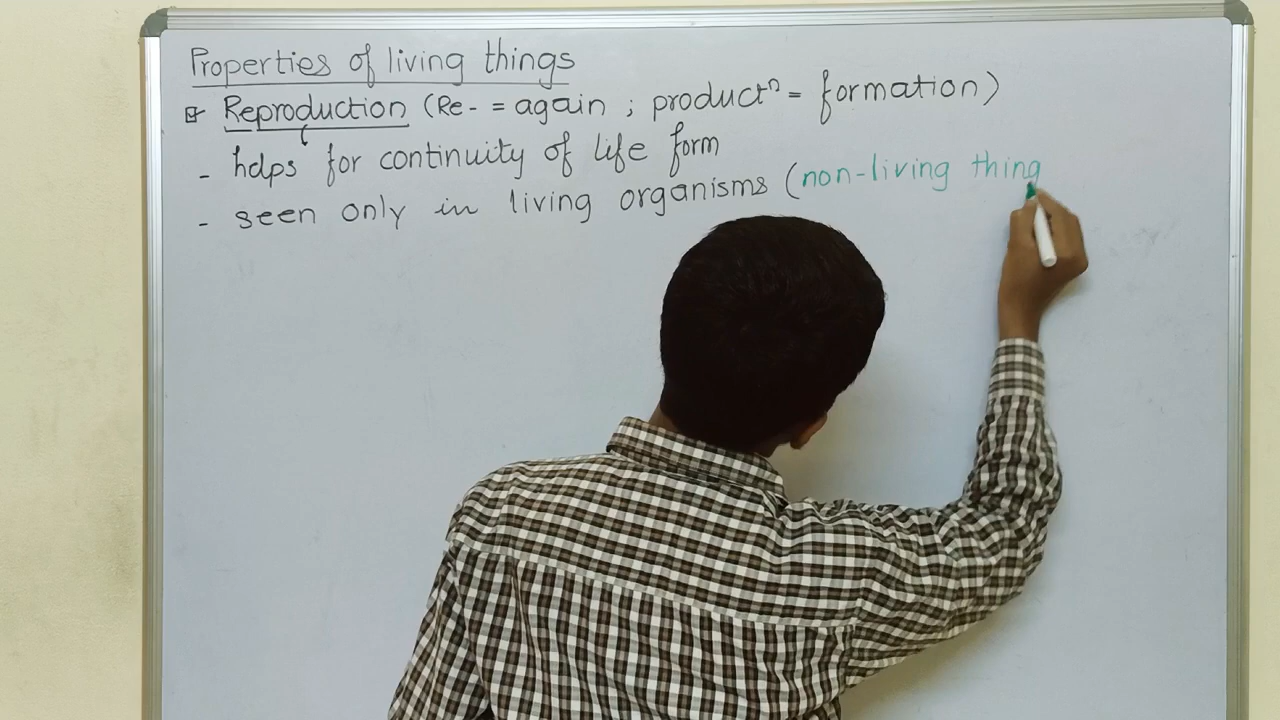 Properties of living things
Reproduction (Re- = again ; productⁿ = formation)
- helps for continuity of life form
- seen only in living organisms (non-living thing